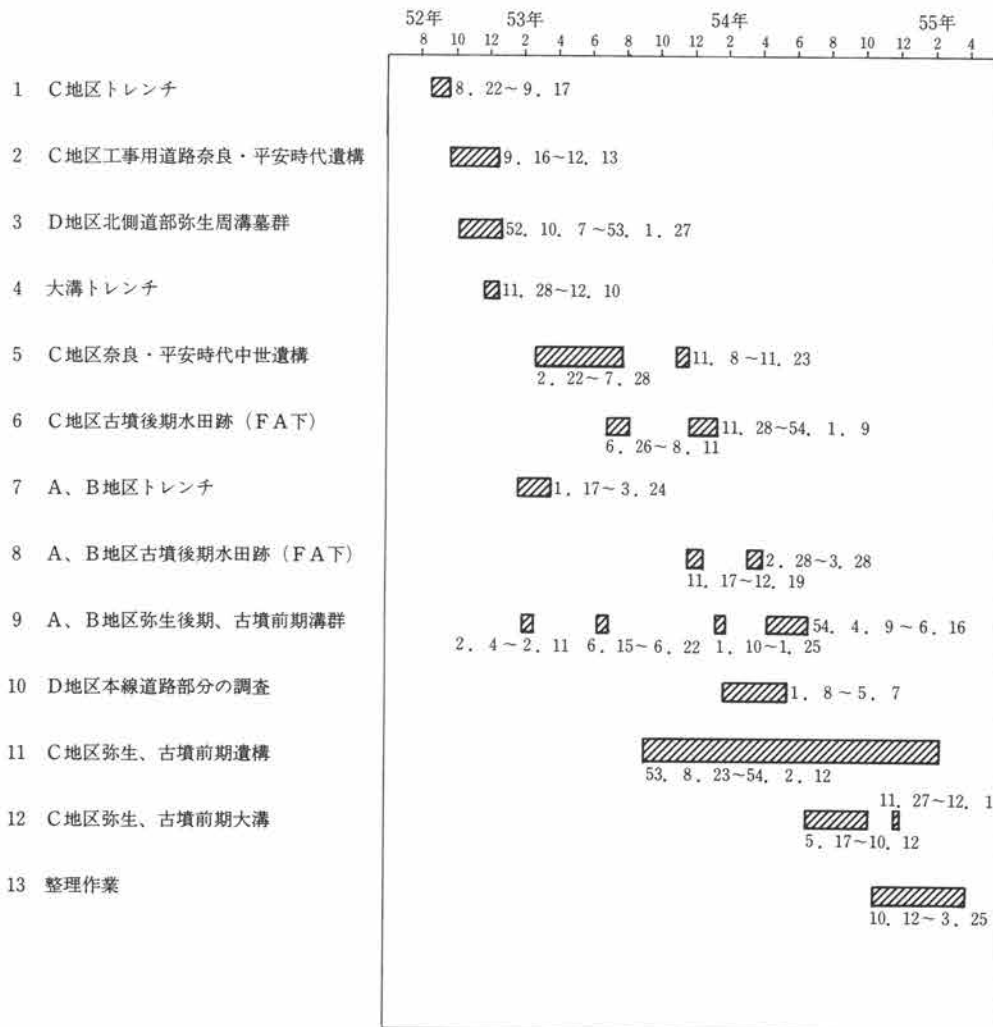 52年 53年 54年 55年
8 10 12 2 4 6 8 10 12 2 4 6 8 10 12 2 4
1 C地区トレンチ 8．22～9．17
2 C地区工事用道路奈良・平安時代遺構 9．16～12．13
3 D地区北側道部弥生周溝墓群 52．10．7～53．1．27
4 大溝トレンチ 11．28～12．10
5 C地区奈良・平安時代中世遺構 11．8～11．23
2．22～7．28
6 C地区古墳後期水田跡（FA下） 11．28～54．1．9
6．26～8．11
7 A、B地区トレンチ 1．17～3．24
8 A、B地区古墳後期水田跡（FA下） 2．28～3．28
11．17～12．19
9 A、B地区弥生後期、古墳前期溝群 54．4．9～6．16
2．4～2．11 6．15～6．22 1．10～1．25
10 D地区本線道路部分の調査 1．8～5．7
11 C地区弥生、古墳前期遺構
53．8．23～54．2．12
11．27～12．1
12 C地区弥生、古墳前期大溝
5．17～10．12
13 整理作業
10．12～3．25